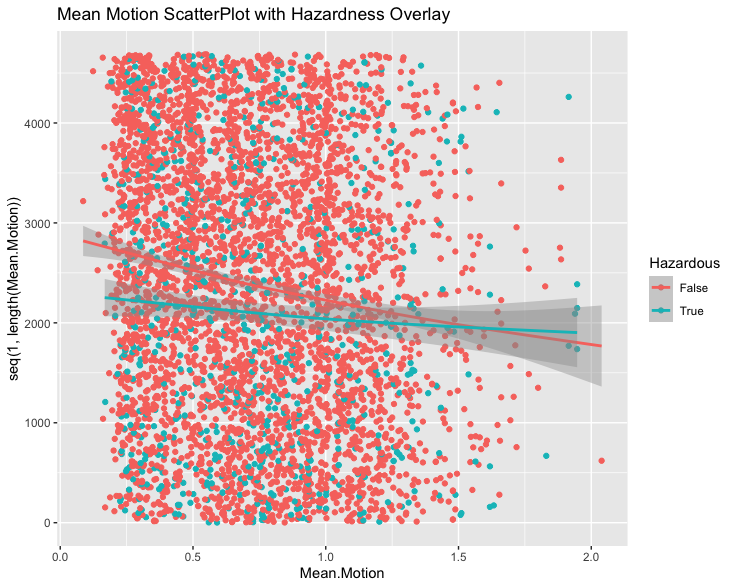 Mean Motion ScatterPlot with Hazardness Overlay
seq(1, length(Mean.Motion))
4000
3000
2000
1000
0
0.0 0.5 1.0 1.5 2.0
Mean.Motion
Hazardous
False
True